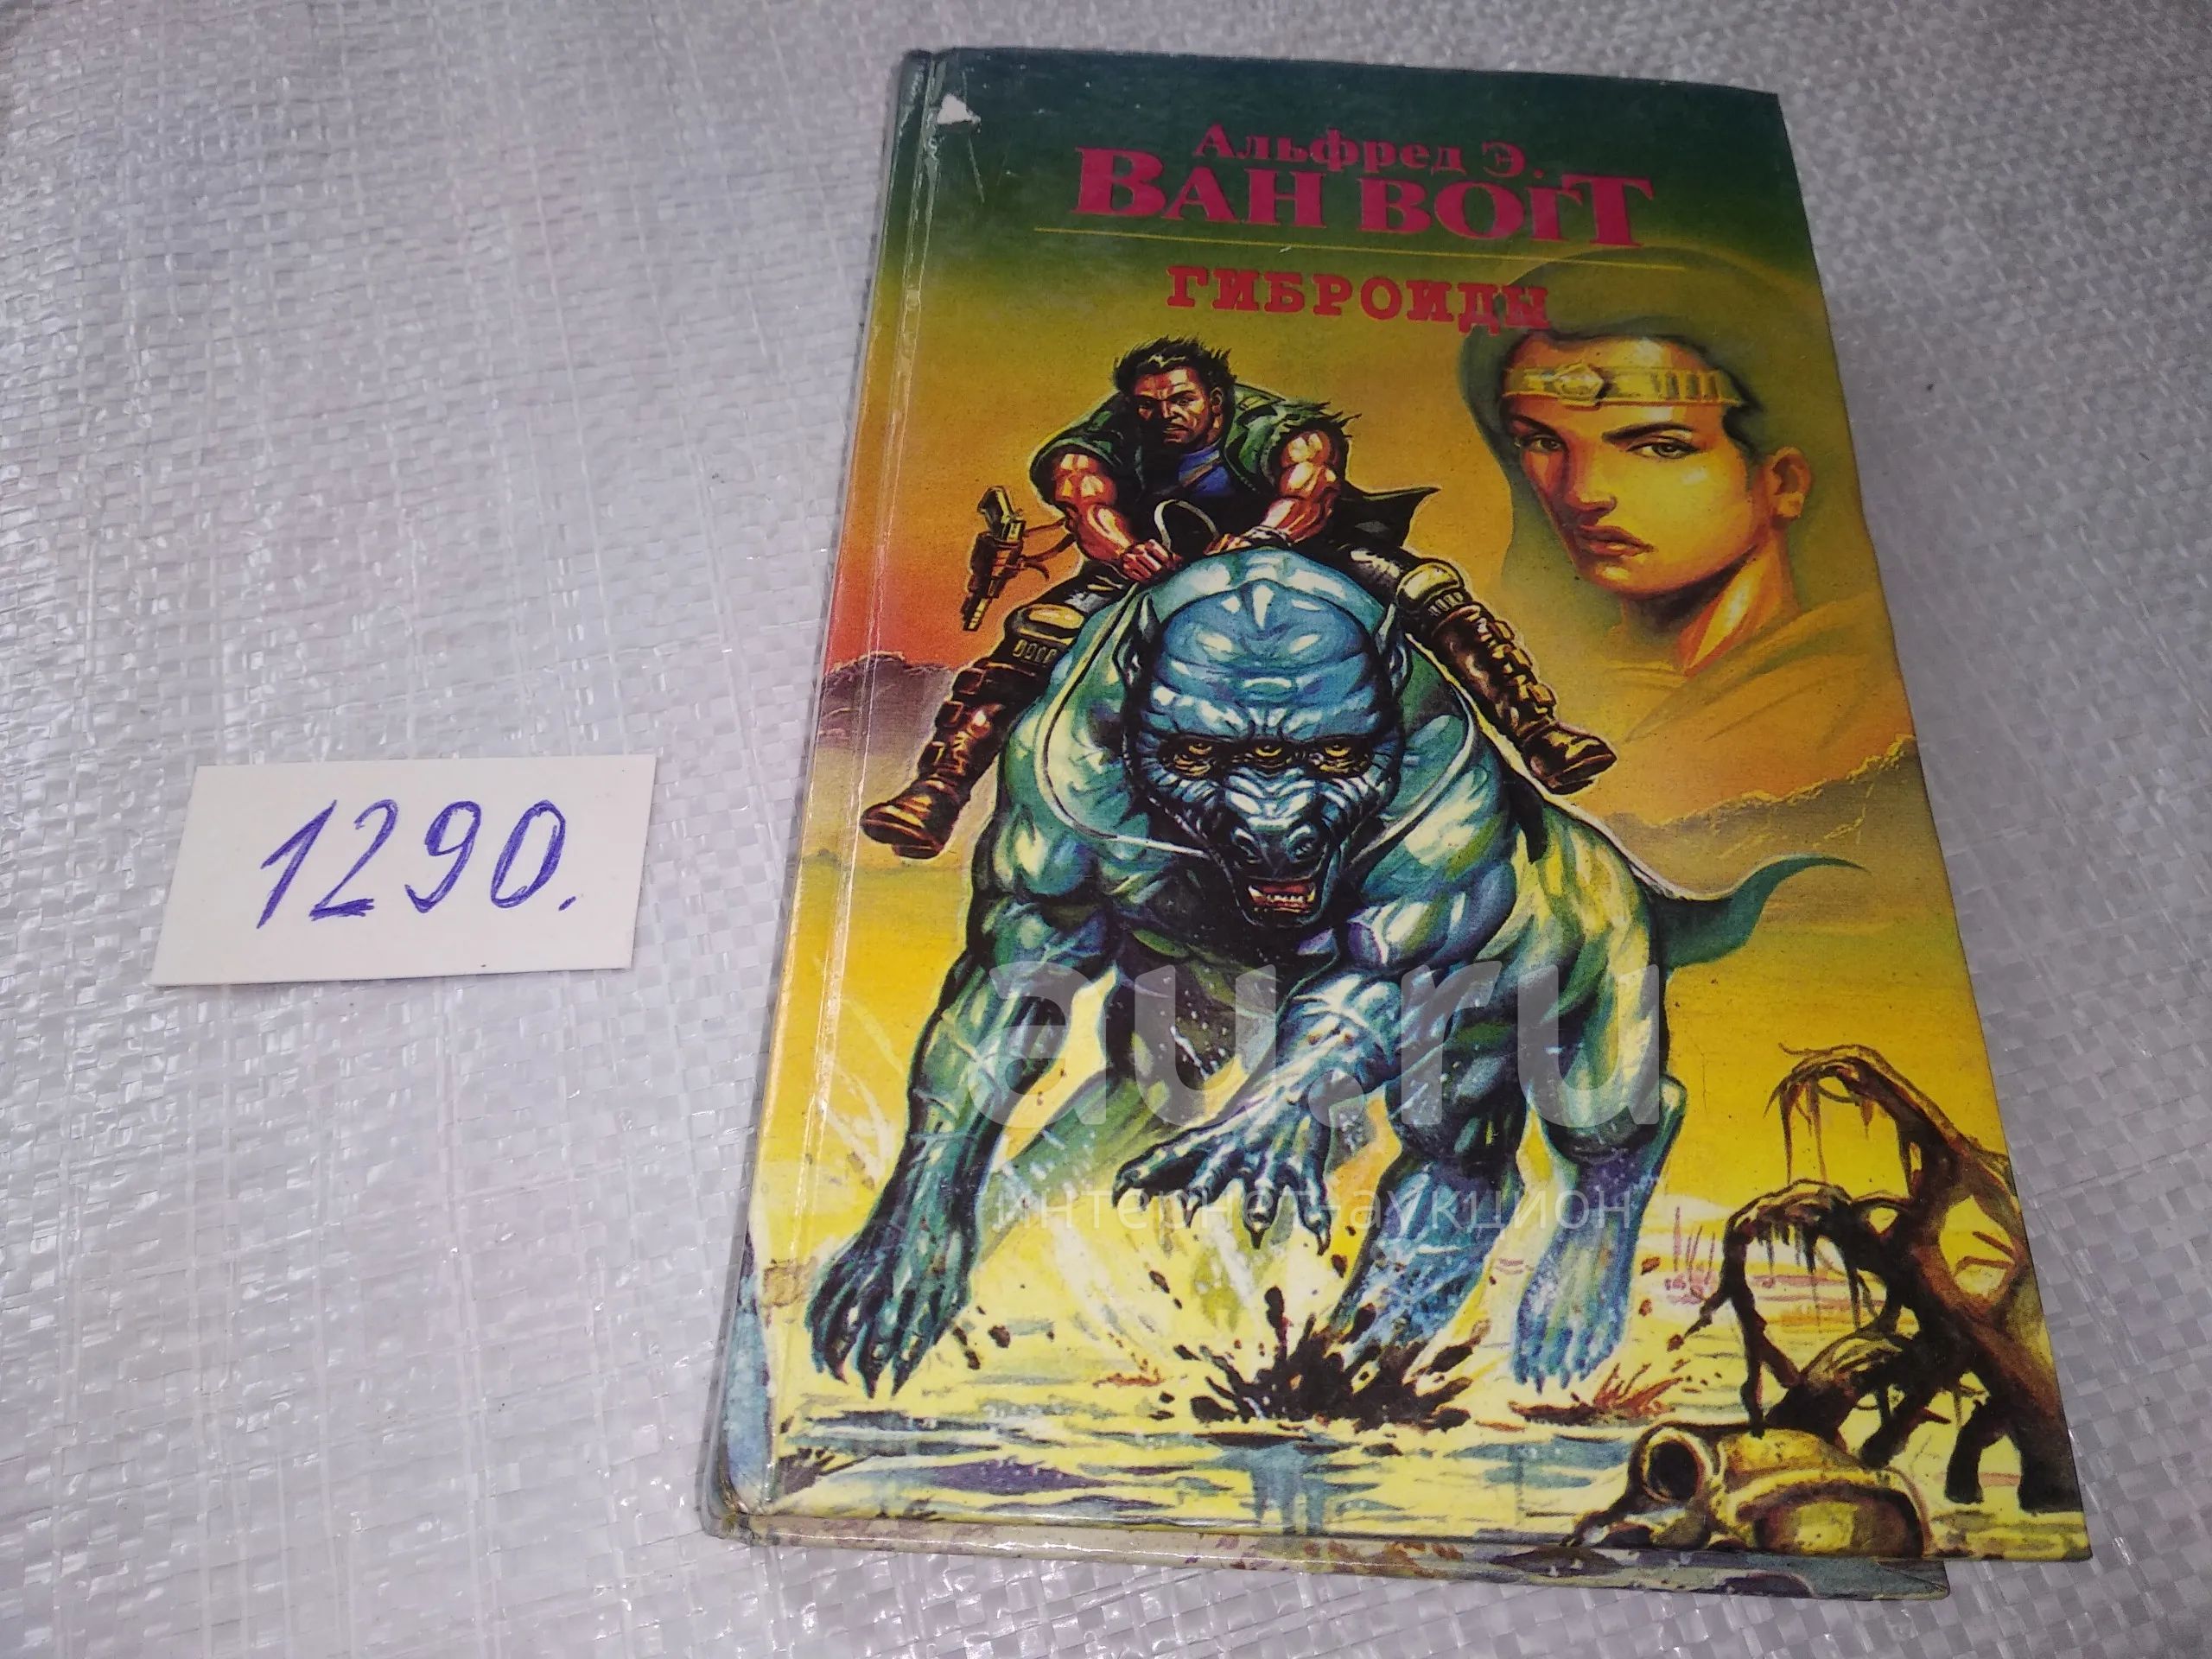 Альфред Э.
ВАН ВОГТ
ГИБРОИДЫ
1290.
au.ru
интернет-аукцион